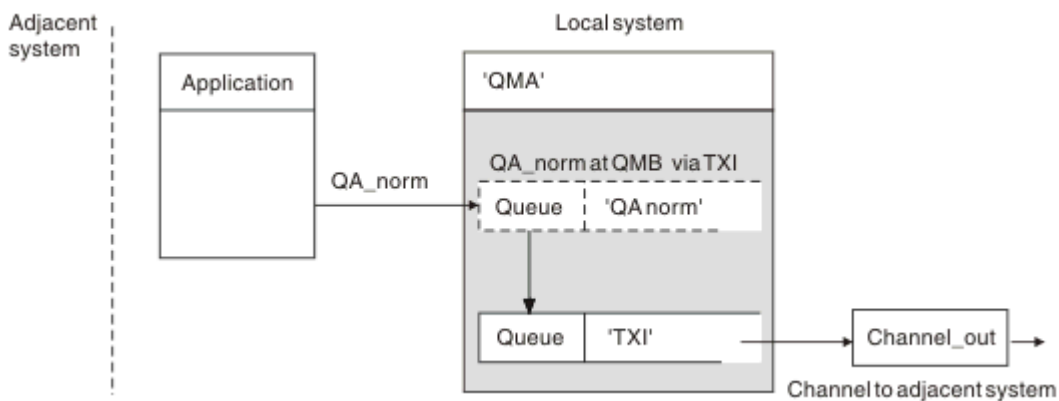 Adjacent
system
Local system
Application
'QMA'
QA_norm at QMB via TXI
QA_norm
Queue 'QA norm'
Queue 'TXI'
Channel_out
Channel to adjacent system